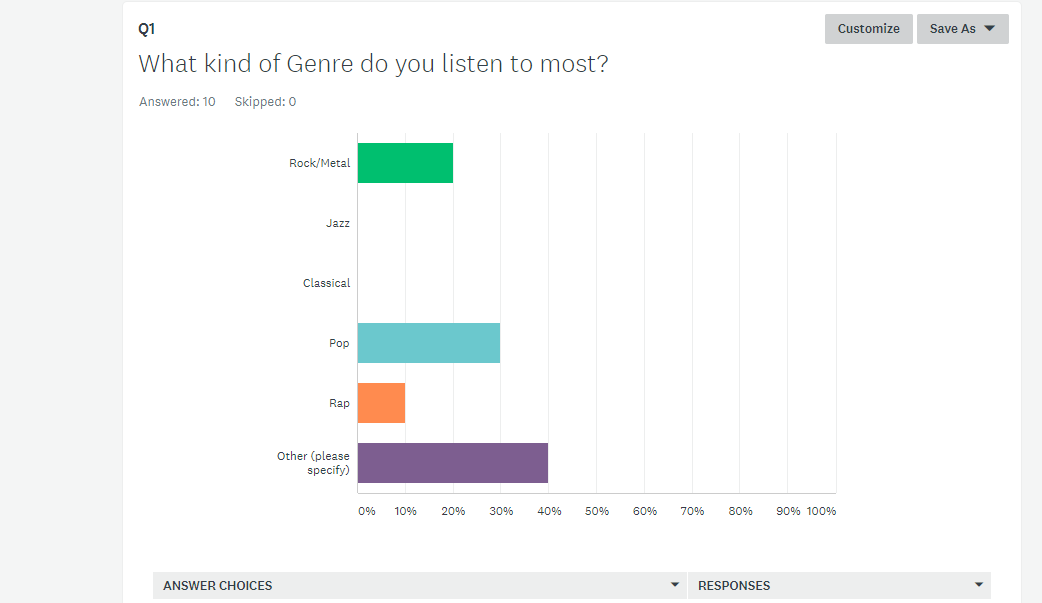 Q1
Customize
Save As
What kind of Genre do you listen to most?
Answered: 10 Skipped: 0
Rock/Metal
Jazz
Classical
Pop
Rap
Other (please
specify)
0% 10% 20% 30% 40% 50% 60% 70% 80% 90% 100%
ANSWER CHOICES
RESPONSES